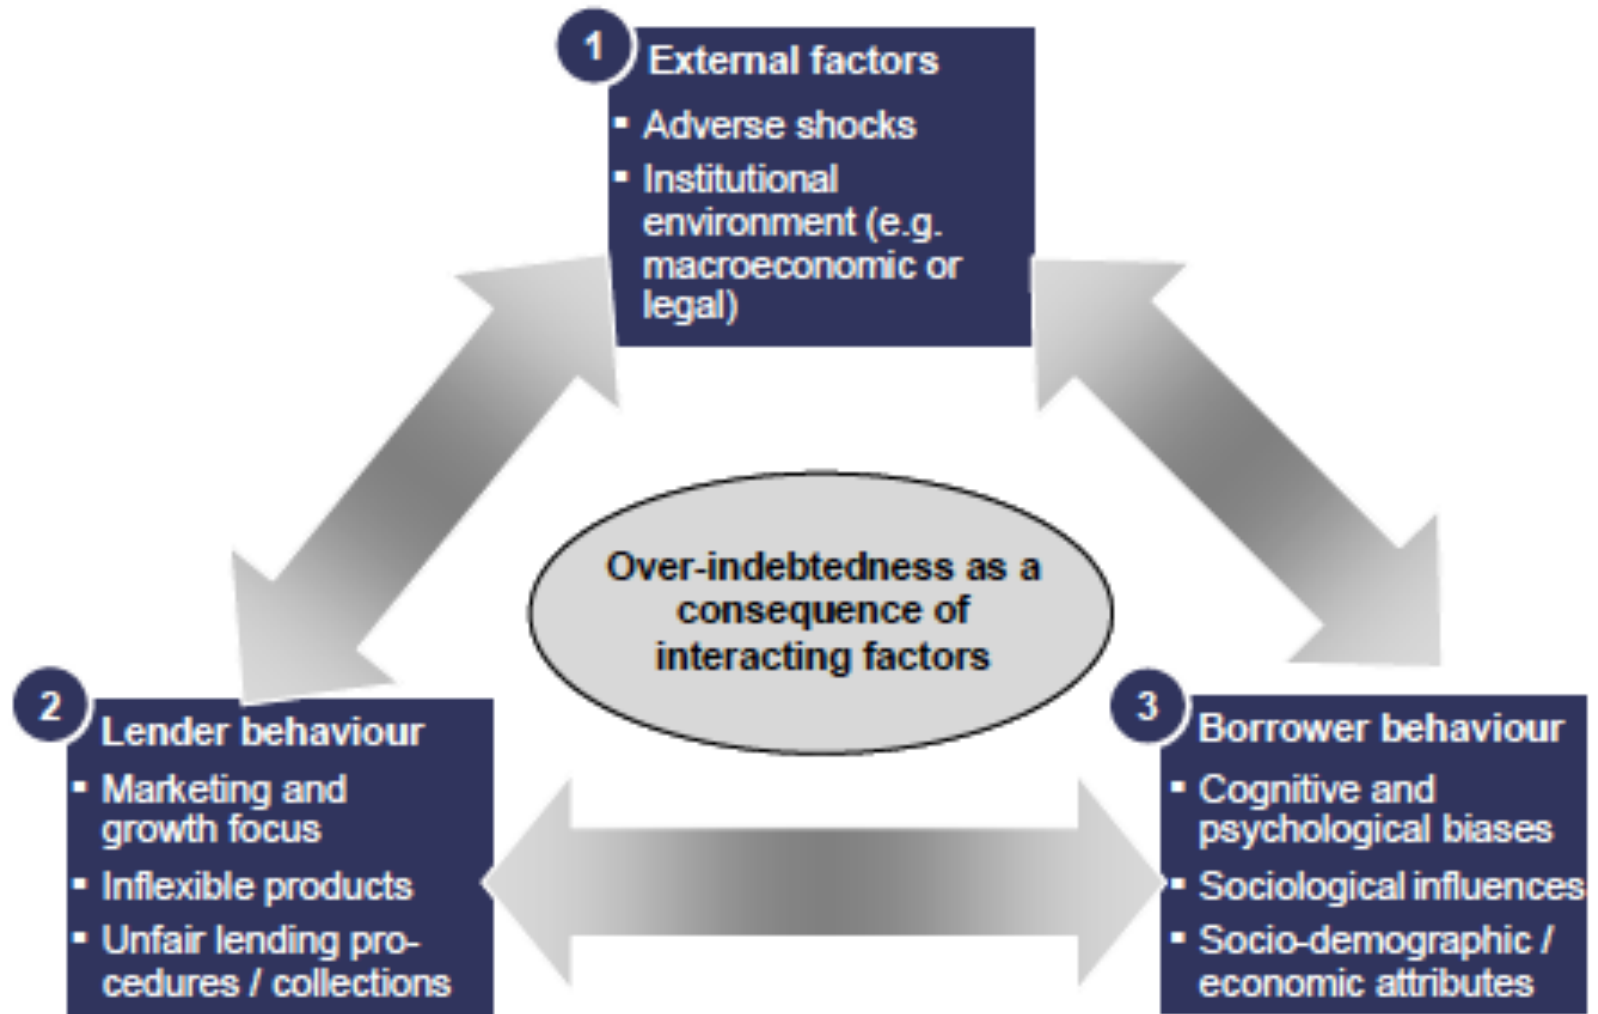 1
External factors
▪ Adverse shocks
▪ Institutional
environment (e.g.
macroeconomic or
legal)
Over-indebtedness as a
consequence of
interacting factors
2
Lender behaviour
▪ Marketing and
growth focus
▪ Inflexible products
▪ Unfair lending pro-
cedures / collections
3
Borrower behaviour
▪ Cognitive and
psychological biases
▪ Sociological influences
▪ Socio-demographic /
economic attributes